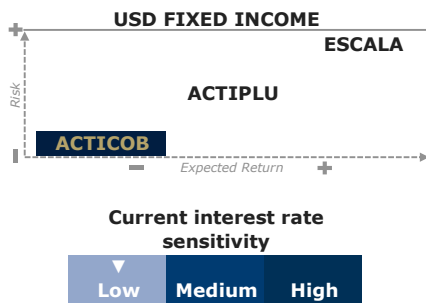 USD FIXED INCOME
ESCALA
Risk
ACTIPLU
ACTICOB
Expected Return
Current interest rate
sensitivity
Low Medium High